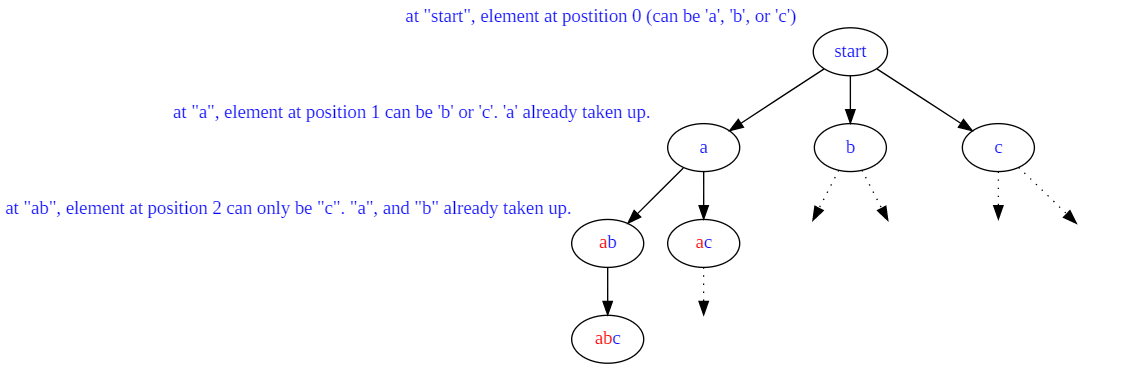 at "start", element at postition 0 (can be 'a', 'b', or 'c')
start
at "a", element at position 1 can be 'b' or 'c'. 'a' already taken up.
a
b
c
at "ab", element at position 2 can only be "c". "a", and "b" already taken up.
ab
ac
abc